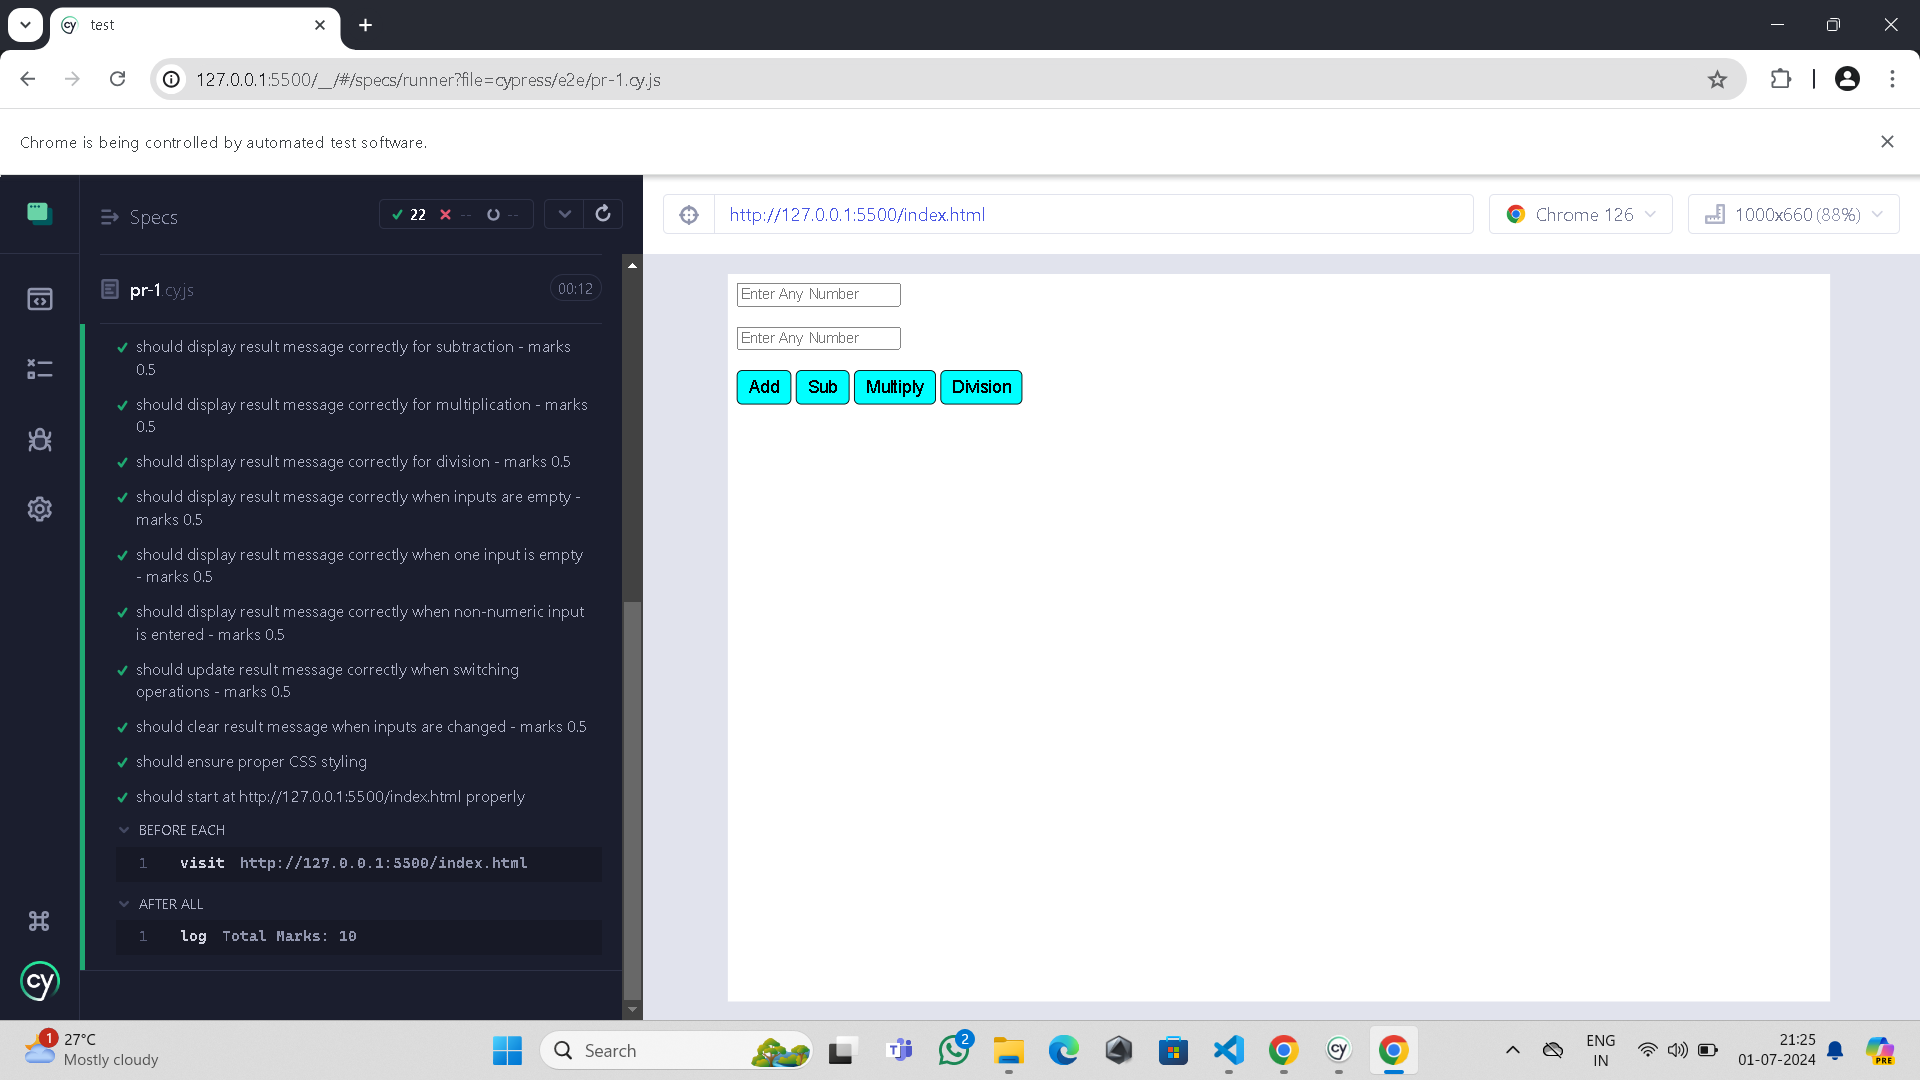 cy test
127.0.0.1:5500/__/#/specs/runner?file=cypress/e2e/pr-1.cy.js
Chrome is being controlled by automated test software.
Specs
22 -- --
http://127.0.0.1:5500/index.html
Chrome 126
1000x660 (88%)
pr-1.cy.js
00:12
should display result message correctly for subtraction - marks
0.5
should display result message correctly for multiplication - marks
0.5
should display result message correctly for division - marks 0.5
should display result message correctly when inputs are empty -
marks 0.5
should display result message correctly when one input is empty
- marks 0.5
should display result message correctly when non-numeric input
is entered - marks 0.5
should update result message correctly when switching
operations - marks 0.5
should clear result message when inputs are changed - marks 0.5
should ensure proper CSS styling
should start at http://127.0.0.1:5500/index.html properly
BEFORE EACH
1 visit http://127.0.0.1:5500/index.html
AFTER ALL
1 log Total Marks: 10
cy
Enter Any Number
Enter Any Number
Add Sub Multiply Division
1
27°C
Mostly cloudy
Search
2
cy
ENG
IN
21:25
01-07-2024
PRE